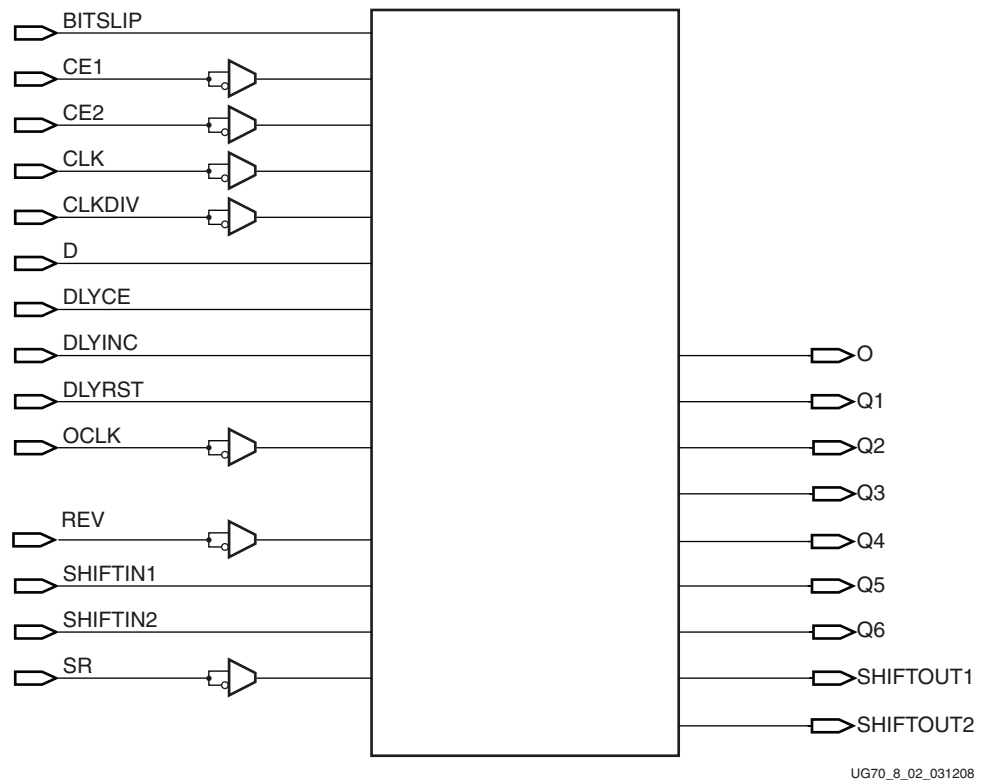 BITSLIP
CE1
CE2
CLK
CLKDIV
D
DLYCE
DLYINC
DLYRST
OCLK
REV
SHIFTIN1
SHIFTIN2
SR
O
Q1
Q2
Q3
Q4
Q5
Q6
SHIFTOUT1
SHIFTOUT2
UG70_8_02_031208